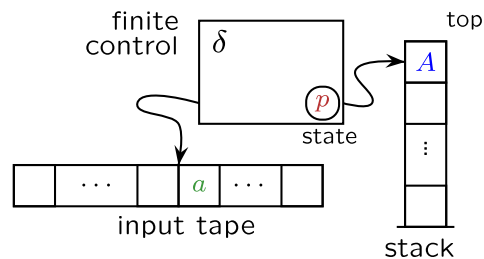 finite
control
δ
p
state
top
A
⋮
··· a ···
input tape
stack